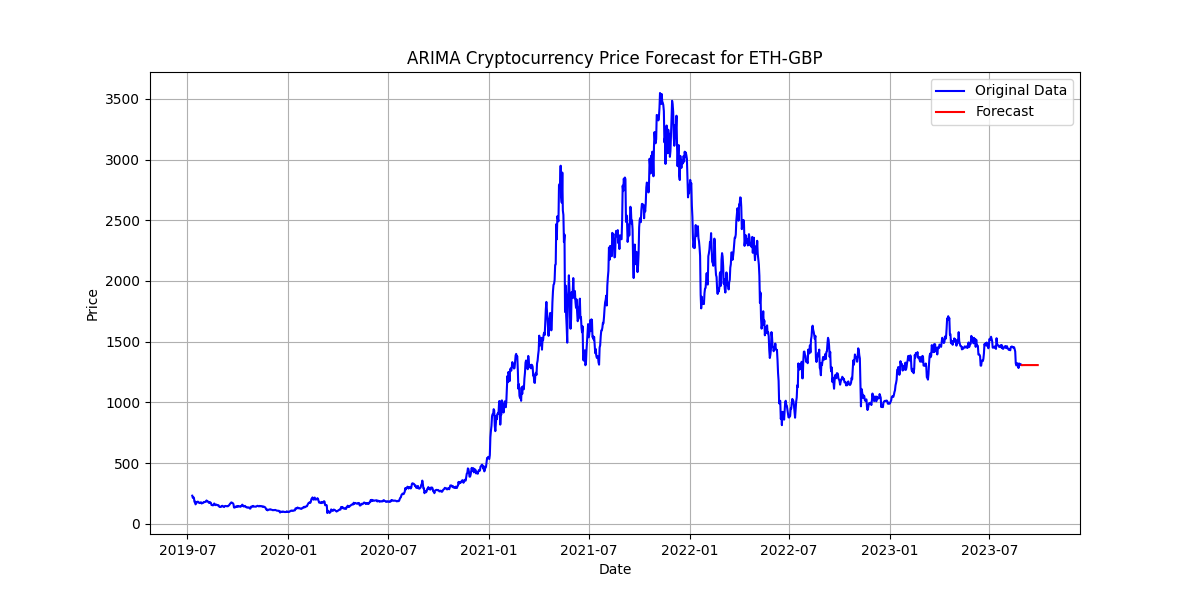 ARIMA Cryptocurrency Price Forecast for ETH-GBP
Original Data
Forecast
Price
3500
3000
2500
2000
1500
1000
500
0
2019-07 2020-01 2020-07 2021-01 2021-07 2022-01 2022-07 2023-01 2023-07
Date